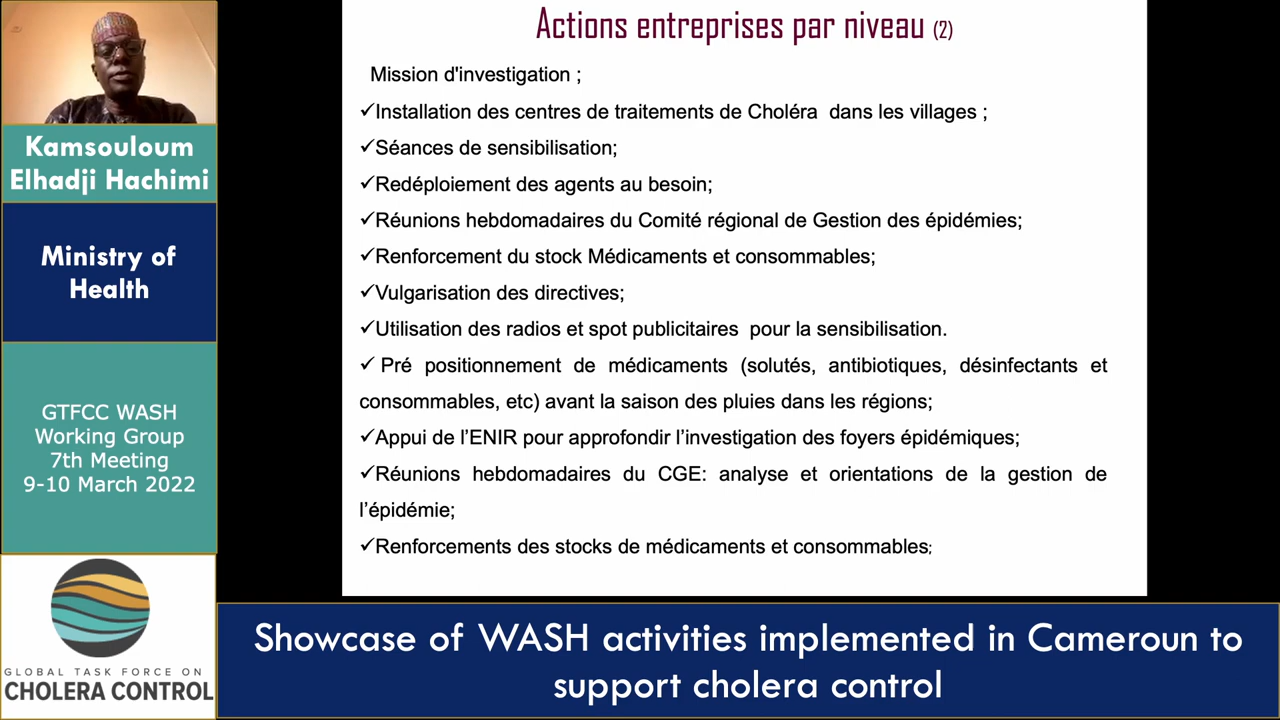 Actions entreprises par niveau (2)
Mission d'investigation ;
✓Installation des centres de traitements de Choléra dans les villages ;
✓Séances de sensibilisation;
✓Redéploiement des agents au besoin;
✓Réunions hebdomadaires du Comité régional de Gestion des épidémies;
✓Renforcement du stock Médicaments et consommables;
✓Vulgarisation des directives;
✓Utilisation des radios et spot publicitaires pour la sensibilisation.
✓ Pré positionnement de médicaments (solutés, antibiotiques, désinfectants et
consommables, etc) avant la saison des pluies dans les régions;
✓Appui de l'ENIR pour approfondir l'investigation des foyers épidémiques;
✓Réunions hebdomadaires du CGE: analyse et orientations de la gestion de
l'épidémie;
✓Renforcements des stocks de médicaments et consommables;
Kamsouloum
Elhadji Hachimi
Ministry of
Health
GTFCC WASH
Working Group
7th Meeting
9-10 March 2022
GLOBAL TASK FORCE ON
CHOLERA CONTROL
Showcase of WASH activities implemented in Cameroun to
support cholera control